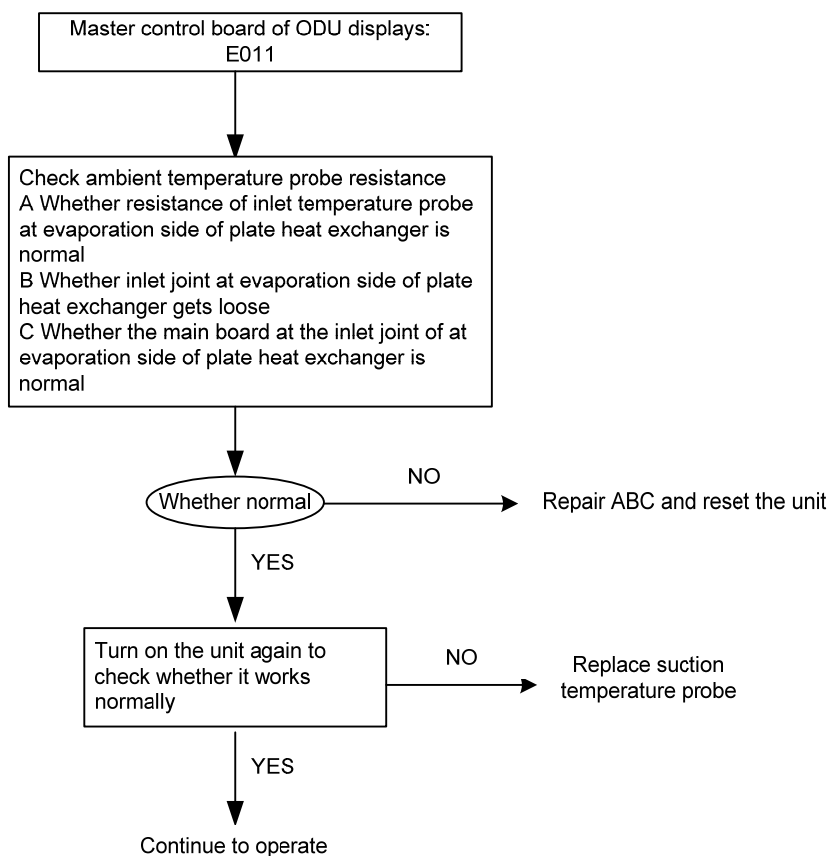 Master control board of ODU displays:
E011
Check ambient temperature probe resistance
A Whether resistance of inlet temperature probe
at evaporation side of plate heat exchanger is
normal
B Whether inlet joint at evaporation side of plate
heat exchanger gets loose
C Whether the main board at the inlet joint of at
evaporation side of plate heat exchanger is
normal
Whether normal
NO
Repair ABC and reset the unit
YES
Turn on the unit again to
check whether it works
normally
NO
Replace suction
temperature probe
YES
Continue to operate